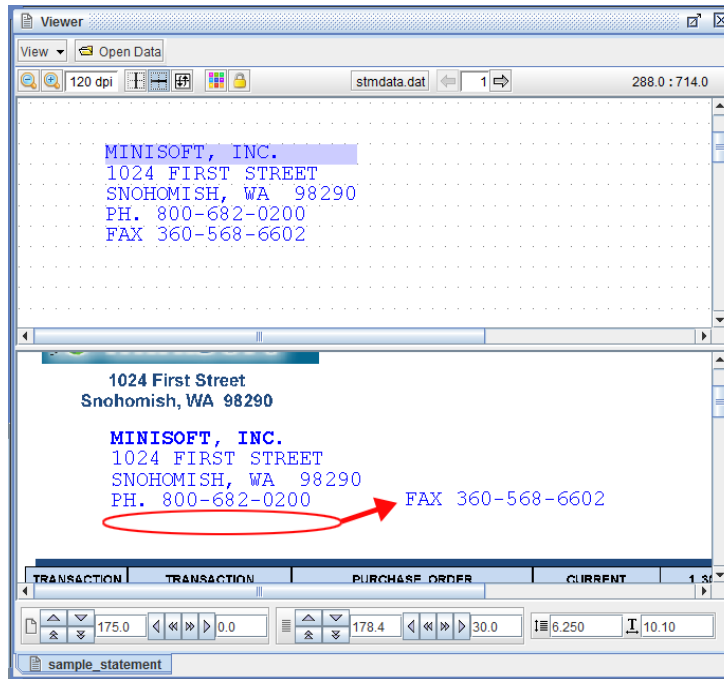 Viewer
View Open Data
120 dpi stmdata.dat 1 288.0 : 714.0
MINISOFT, INC.
1024 FIRST STREET
SNOHOMISH, WA 98290
PH. 800-682-0200
FAX 360-568-6602
1024 First Street
Snohomish, WA 98290
MINISOFT, INC.
1024 FIRST STREET
SNOHOMISH, WA 98290
PH. 800-682-0200 FAX 360-568-6602
TRANSACTION TRANSACTION PURCHASE ORDER CURRENT
175.0 0.0 178.4 30.0 6.250 10.10
sample_statement